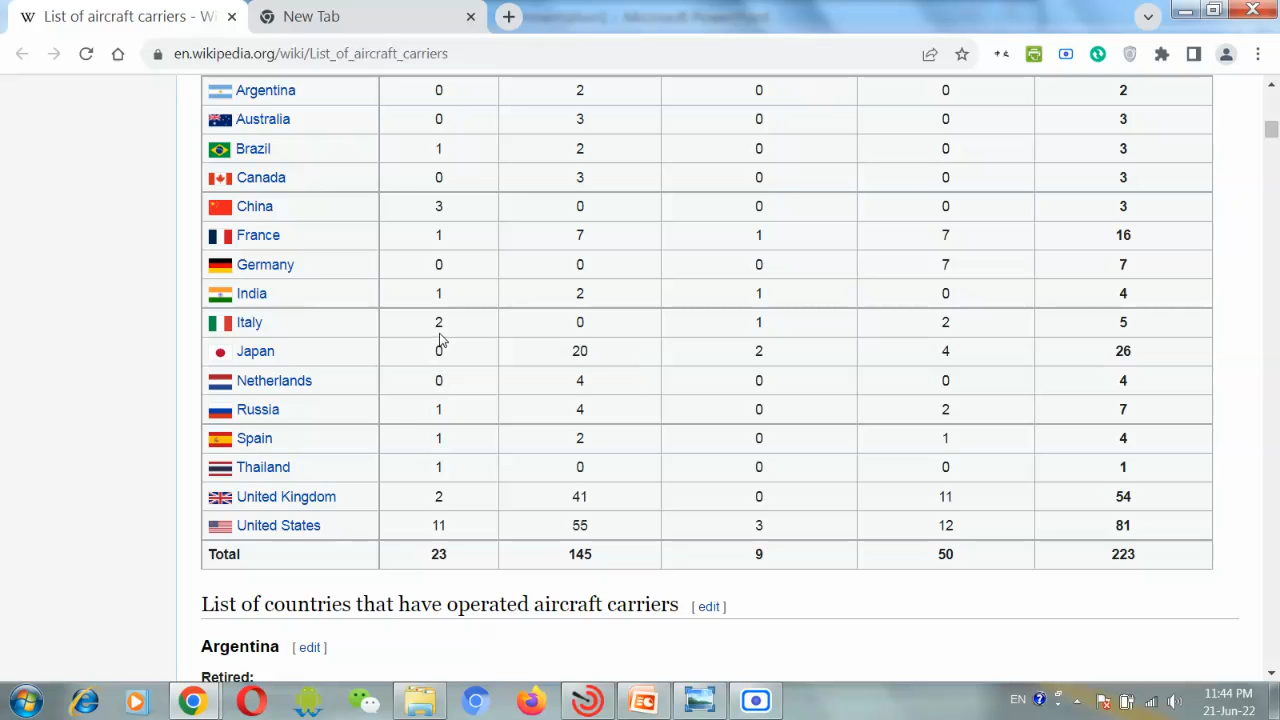 W List of aircraft carriers - Wi
New Tab
Microsoft PowerPoint
en.wikipedia.org/wiki/List_of_aircraft_carriers
Argentina 0 2 0 0 2
Australia 0 3 0 0 3
Brazil 1 2 0 0 3
Canada 0 3 0 0 3
China 3 0 0 0 3
France 1 7 1 7 16
Germany 0 0 0 7 7
India 1 2 1 0 4
Italy 2 0 1 2 5
Japan 0 20 2 4 26
Netherlands 0 4 0 0 4
Russia 1 4 0 2 7
Spain 1 2 0 1 4
Thailand 1 0 0 0 1
United Kingdom 2 41 0 11 54
United States 11 55 3 12 81
Total 23 145 9 50 223
List of countries that have operated aircraft carriers [ edit ]
Argentina [ edit ]
Retired:
EN
11:44 PM
21-Jun-22